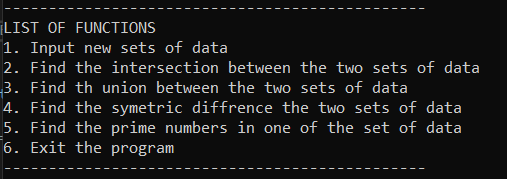 -----------------------------------------------
LIST OF FUNCTIONS
1. Input new sets of data
2. Find the intersection between the two sets of data
3. Find th union between the two sets of data
4. Find the symetric diffrence the two sets of data
5. Find the prime numbers in one of the set of data
6. Exit the program
-----------------------------------------------